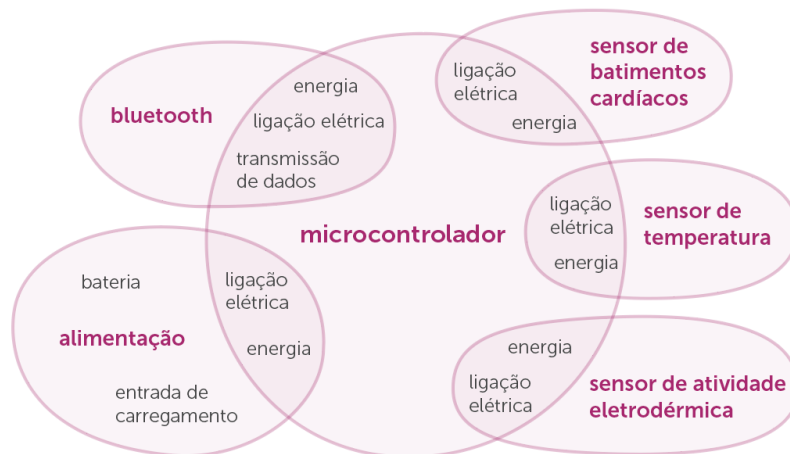 bluetooth
energia
ligação elétrica
transmissão
de dados
ligação
elétrica
energia
sensor de
batimentos
cardíacos
microcontrolador
ligação
elétrica
energia
sensor de
temperatura
bateria
alimentação
entrada de
carregamento
ligação
elétrica
energia
energia
ligação
elétrica
sensor de atividade
eletrodérmica